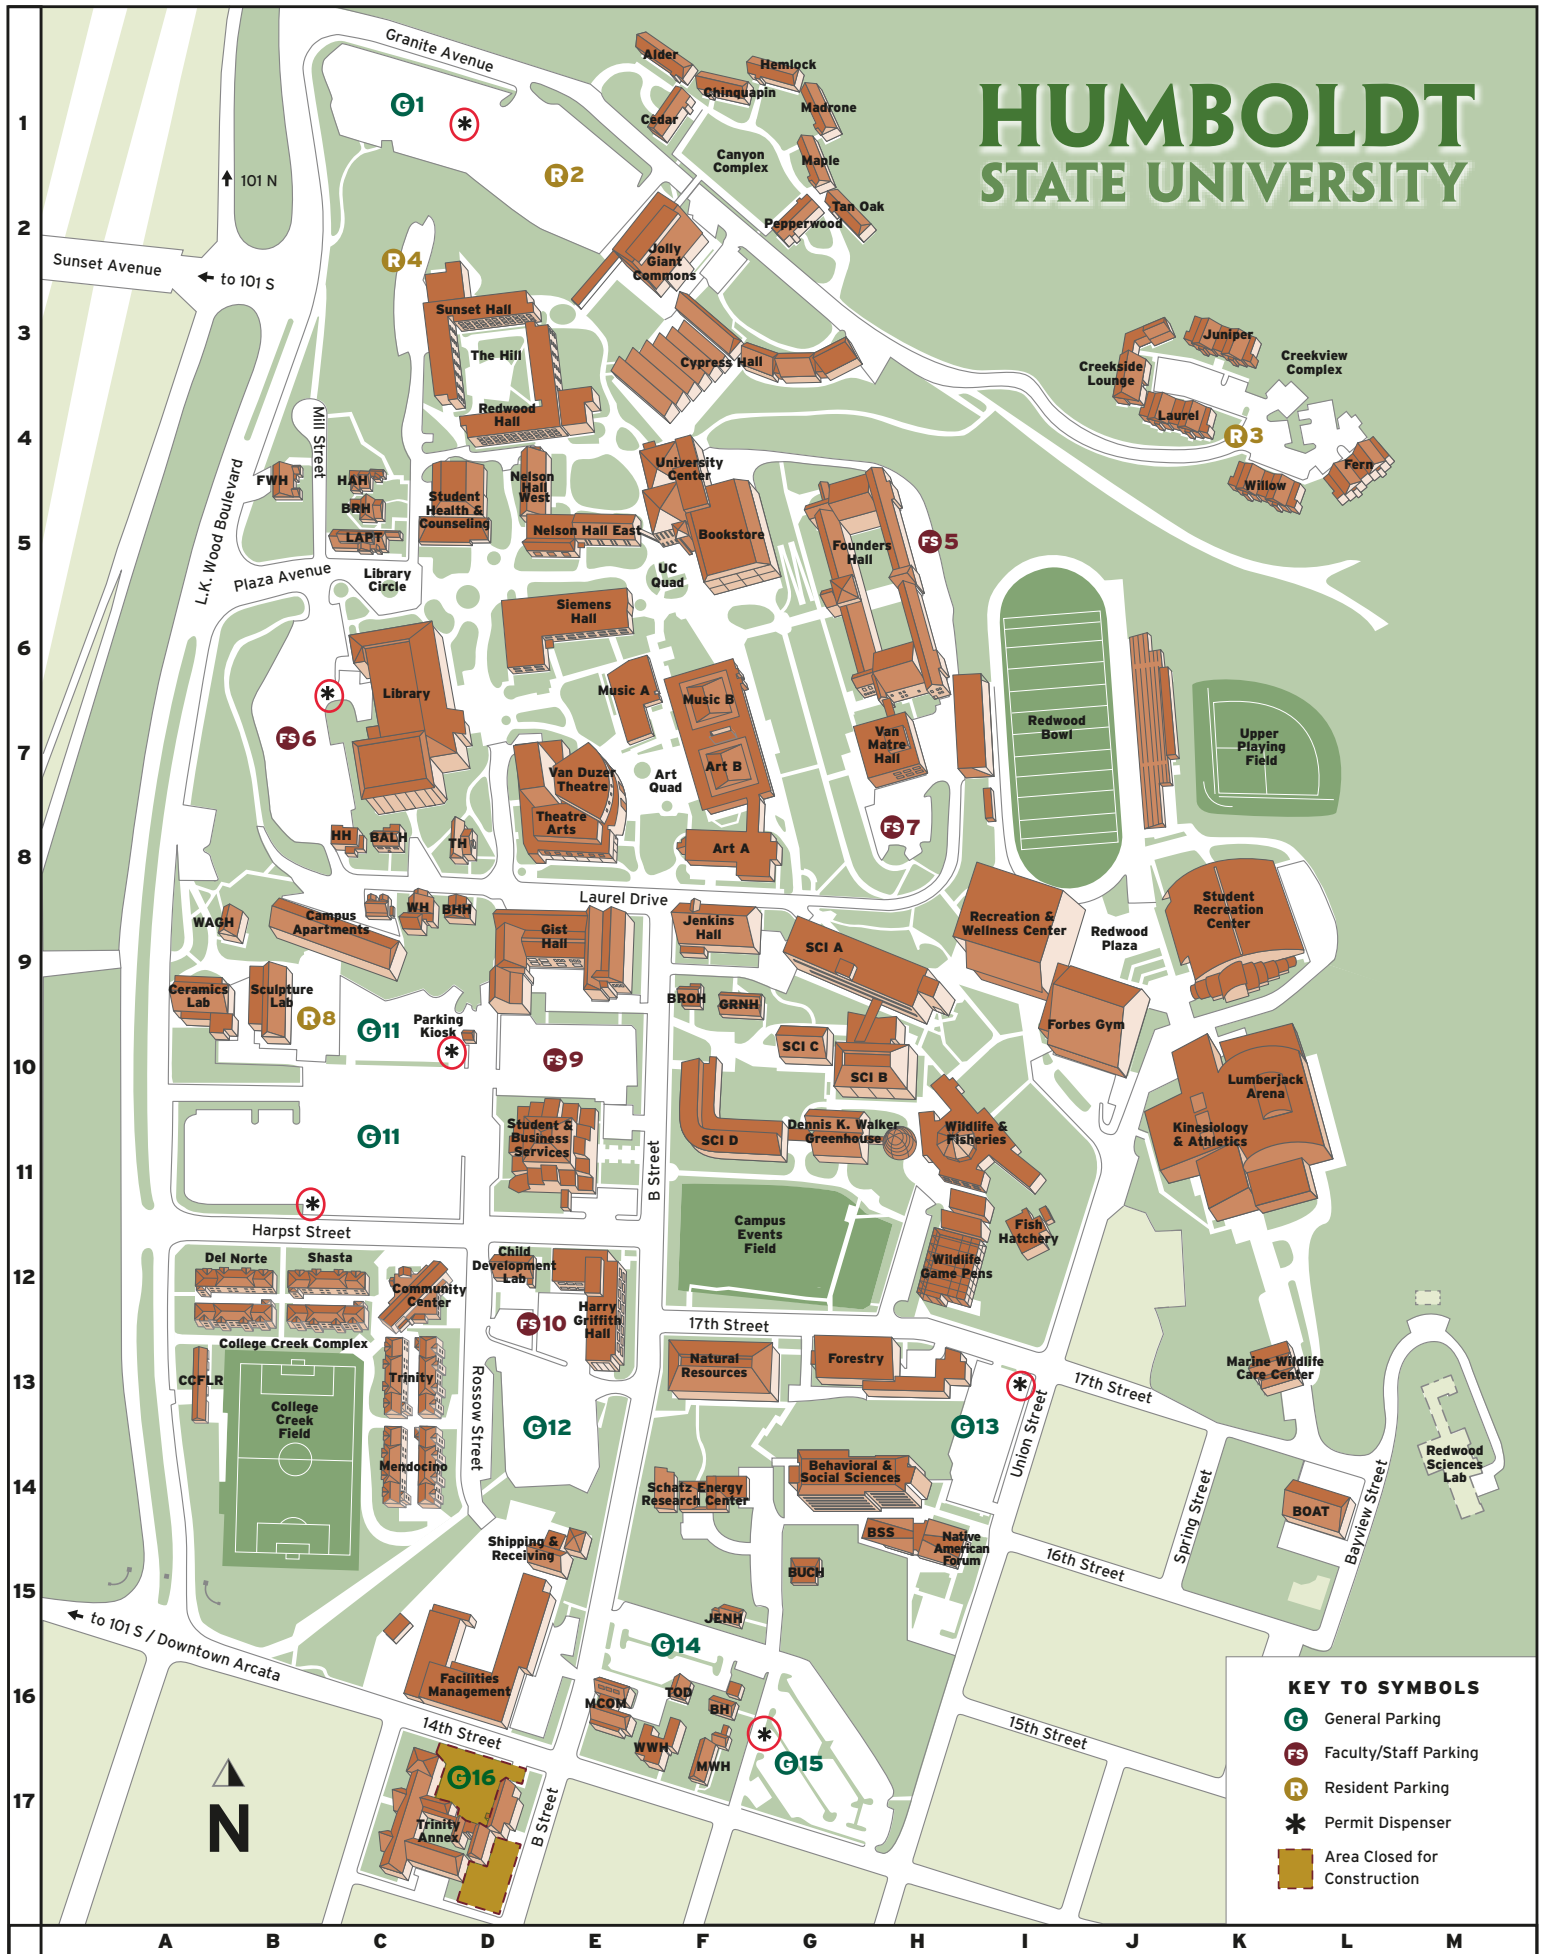 HUMBOLDT
STATE UNIVERSITY
Granite Avenue
Alder
Hemlock
Chinquapin
Madrone
Cedar
G1
*
1
Canyon
Complex
Maple
R2
101 N
Tan Oak
Pepperwood
2
Jolly
Giant
Commons
R4
Sunset Avenue
to 101 S
Sunset Hall
3
The Hill
Cypress Hall
Juniper
Creekview
Complex
Creekside
Lounge
Redwood
Hall
Laurel
R3
4
Mill Street
University
Center
Fern
FWH
HAH
Nelson
Hall
West
Willow
Student
Health &
Counseling
BRH
L.K. Wood Boulevard
Nelson Hall East
Bookstore
LAPT
5
Founders
Hall
FS5
Plaza Avenue
Library
Circle
UC
Quad
Siemens
Hall
6
Music A
Music B
Library
*
FS6
Redwood
Bowl
Van
Matre
Hall
Upper
Playing
Field
7
Art B
Van Duzer
Theatre
Art
Quad
Theatre
Arts
FS7
HH
BALH
TH
Art A
8
Laurel Drive
WAGH
Campus
Apartments
WH
BHH
Gist
Hall
Jenkins
Hall
SCI A
Recreation &
Wellness Center
Redwood
Plaza
Student
Recreation
Center
9
Ceramics
Lab
Sculpture
Lab
R8
G11
Parking
Kiosk
*
BROH
GRNH
Forbes Gym
SCI C
FS9
10
SCI B
Lumberjack
Arena
G11
Student &
Business
Services
SCI D
Dennis K. Walker
Greenhouse
Wildlife &
Fisheries
Kinesiology
& Athletics
B Street
11
*
Harpst Street
Campus
Events
Field
Fish
Hatchery
Del Norte
Shasta
Child
Development
Lab
Wildlife
Game Pens
12
Community
Center
Harry
Griffith
Hall
FS10
17th Street
College Creek Complex
Natural
Resources
Forestry
Marine Wildlife
Care Center
CCFLR
Trinity
*
13
17th Street
College
Creek
Field
Rossow Street
G12
G13
Union Street
Redwood
Sciences
Lab
Mendocino
Behavioral &
Social Sciences
14
Schatz Energy
Research Center
BOAT
Spring Street
Bayview Street
Shipping &
Receiving
BSS
Native
American
Forum
16th Street
BUCH
15
JENH
to 101 S / Downtown Arcata
G14
Facilities
Management
16
MCOM
TOD
BH
*
15th Street
14th Street
WWH
MWH
G15
G16
17
Trinity
Annex
B Street
N
KEY TO SYMBOLS
G General Parking
FS Faculty/Staff Parking
R Resident Parking
* Permit Dispenser
Area Closed for
Construction
A B C D E F G H I J K L M